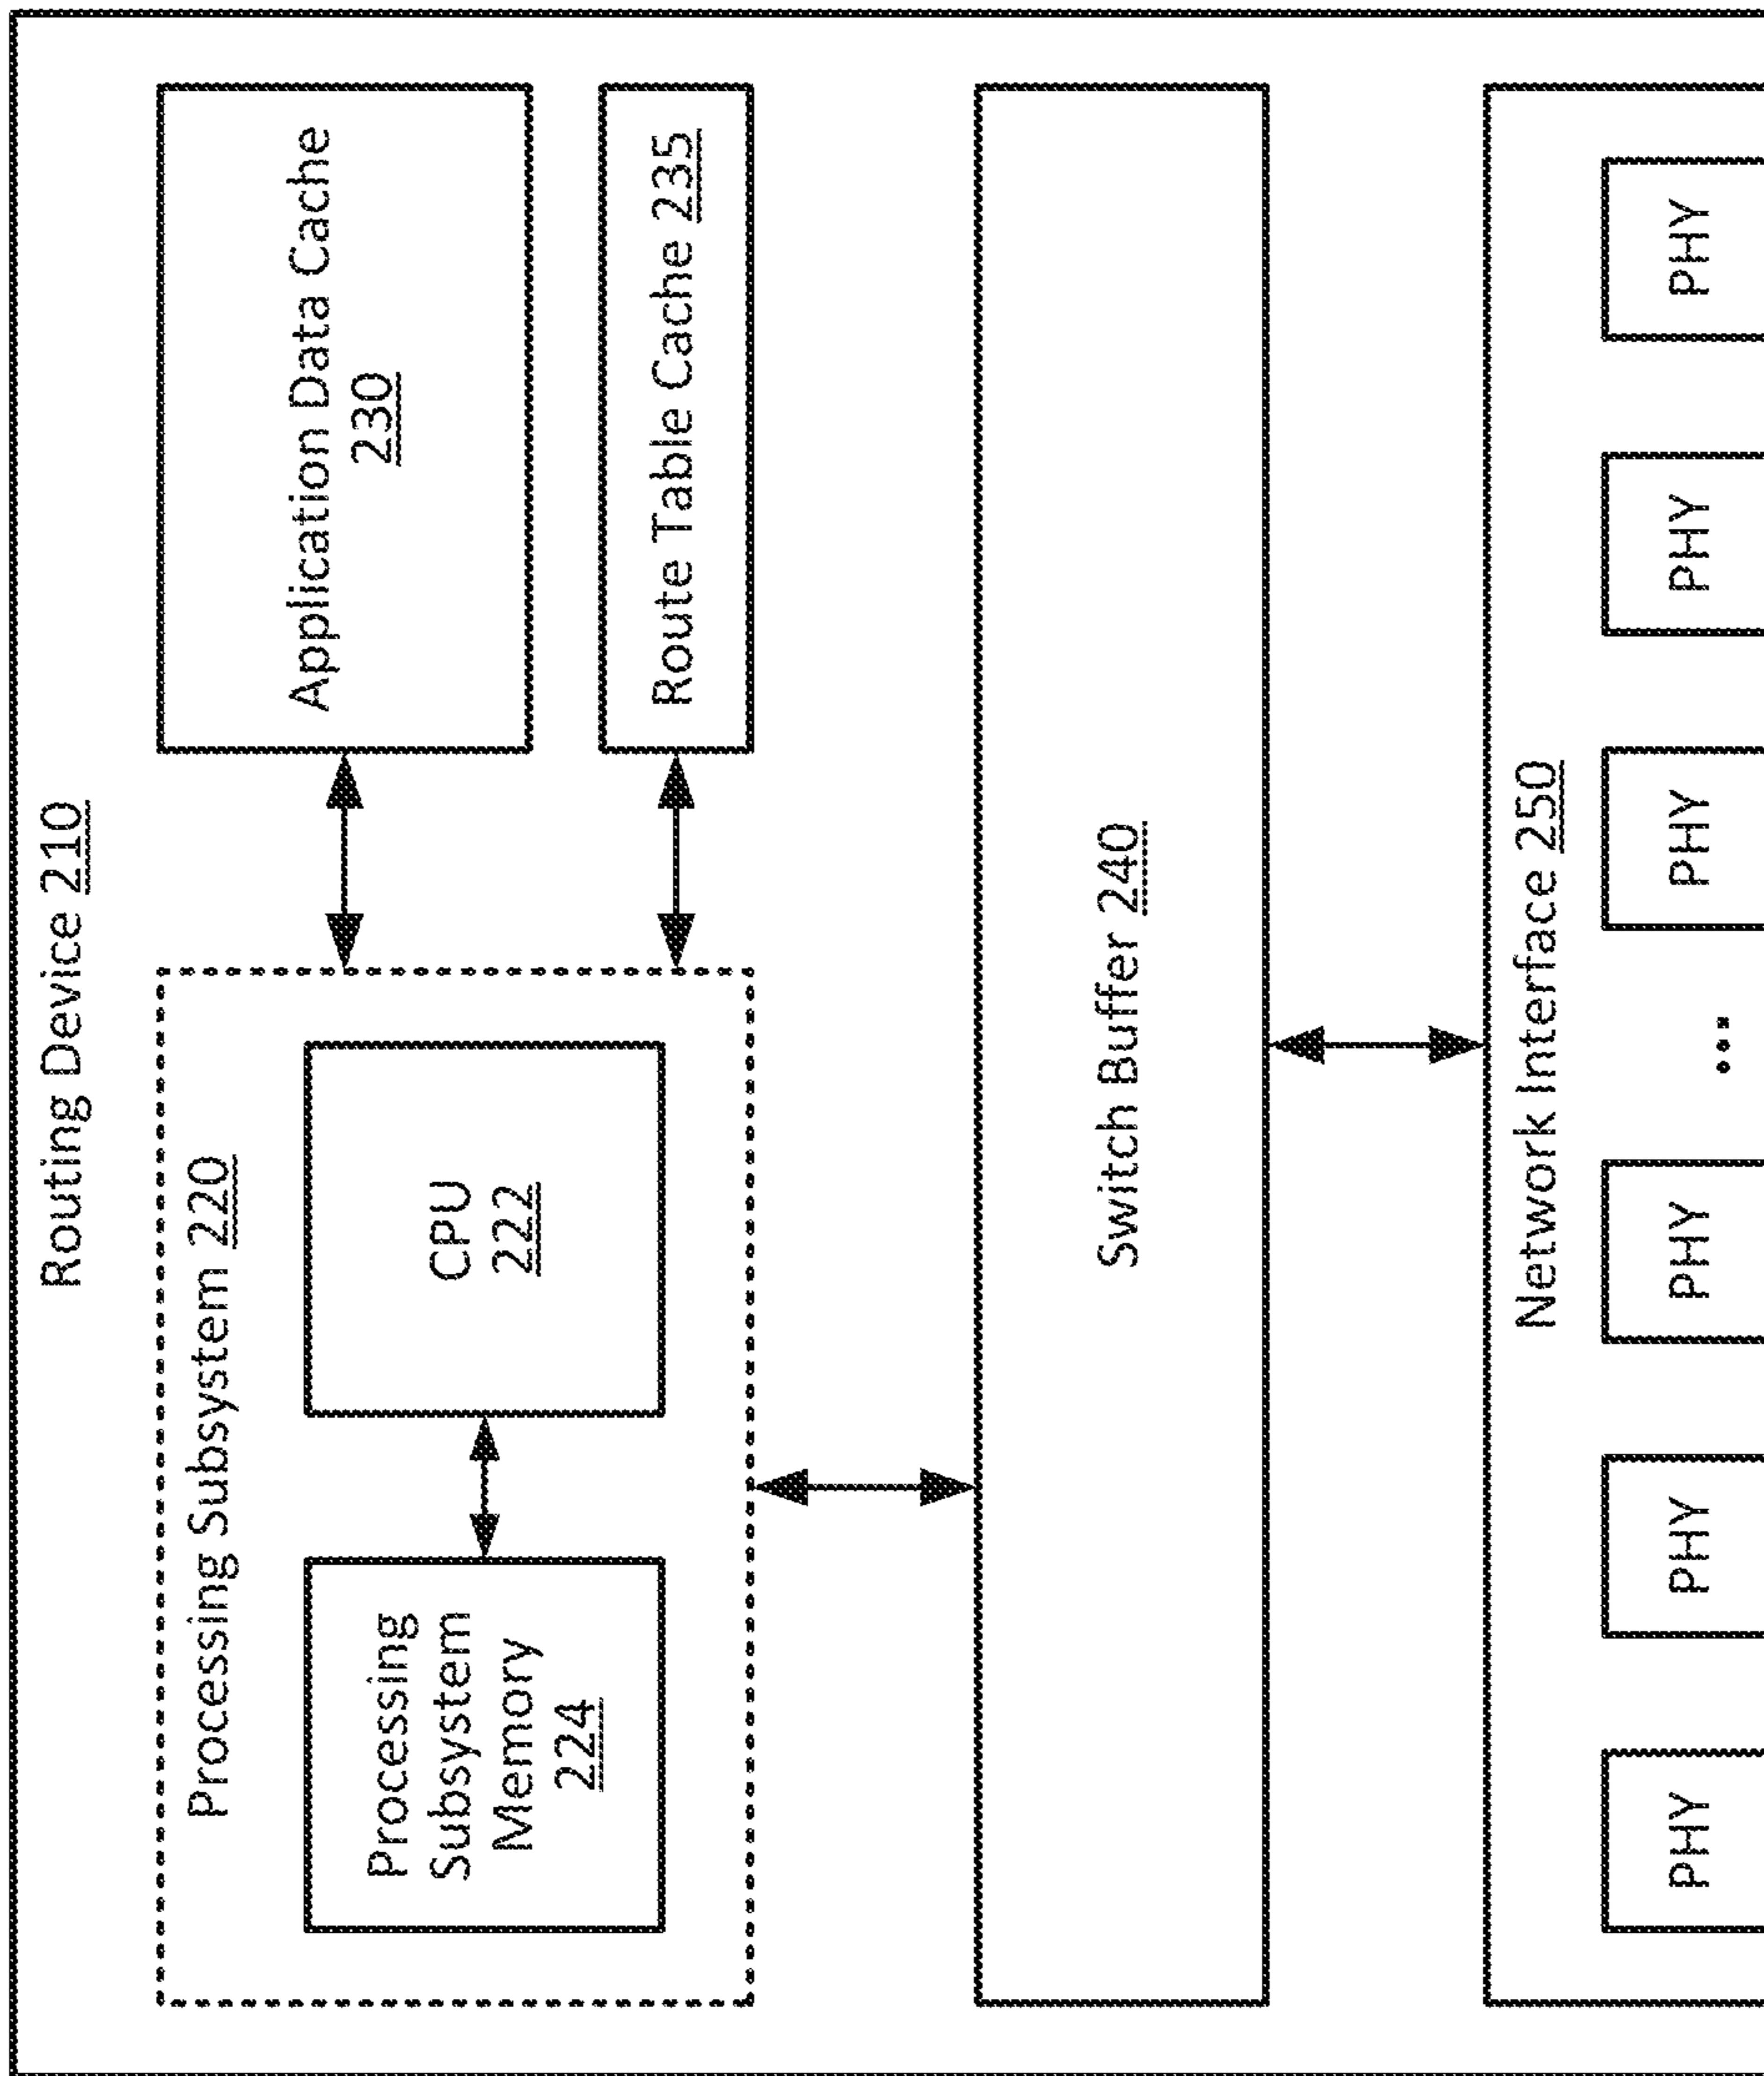 Routing Device 210
Processing Subsystem 220
Processing
Subsystem
Memory
224
CPU
222
Application Data Cache
230
Route Table Cache 235
Switch Buffer 240
Network Interface 250
PHY
PHY
PHY
...
PHY
PHY
PHY